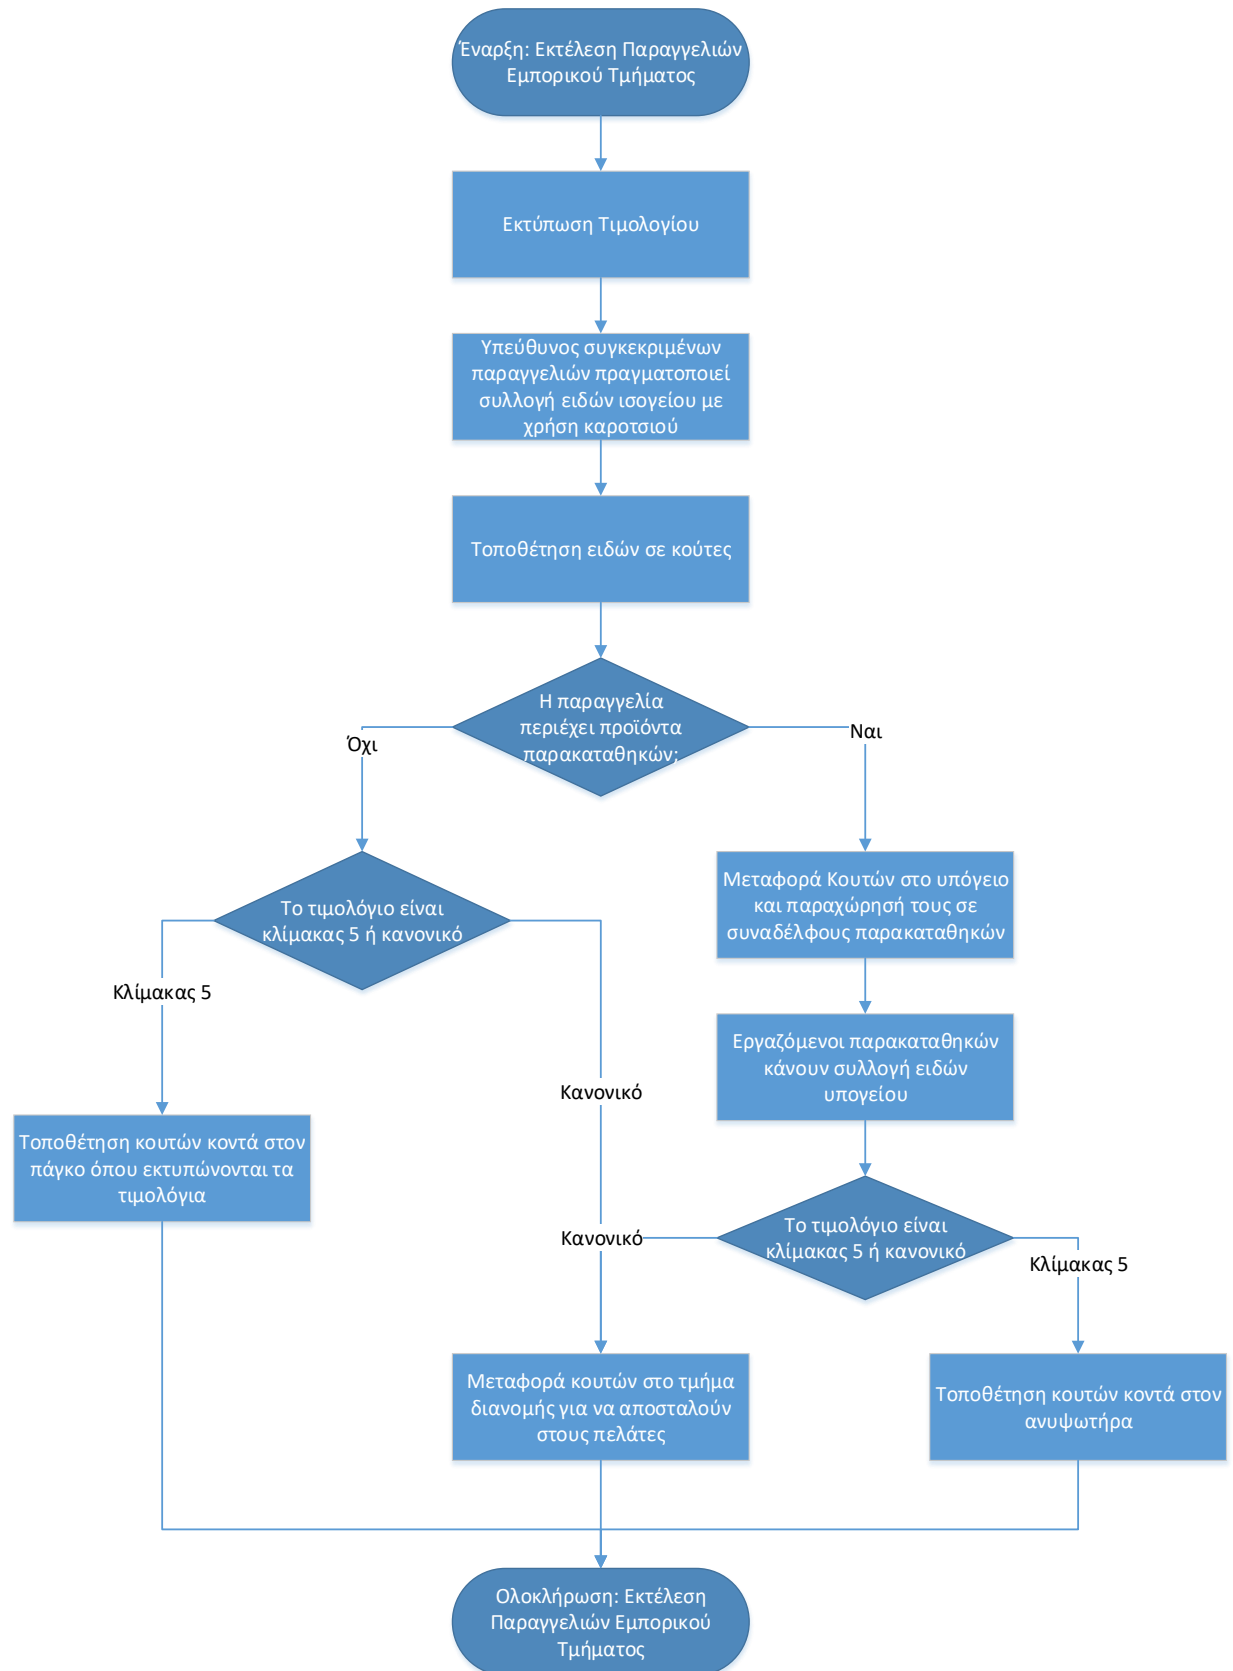 Έναρξη: Εκτέλεση Παραγγελιών
Εμπορικού Τμήματος
Εκτύπωση Τιμολογίου
Υπεύθυνος συγκεκριμένων
παραγγελιών πραγματοποιεί
συλλογή ειδών ισογείου με
χρήση καροτσιού
Τοποθέτηση ειδών σε κούτες
Η παραγγελία
περιέχει προϊόντα
παρακαταθηκών;
Όχι
Ναι
Το τιμολόγιο είναι
κλίμακας 5 ή κανονικό
Μεταφορά Κουτών στο υπόγειο
και παραχώρησή τους σε
συναδέλφους παρακαταθηκών
Κλίμακας 5
Εργαζόμενοι παρακαταθηκών
κάνουν συλλογή ειδών
υπογείου
Κανονικό
Τοποθέτηση κουτών κοντά στον
πάγκο όπου εκτυπώνονται τα
τιμολόγια
Το τιμολόγιο είναι
κλίμακας 5 ή κανονικό
Κανονικό
Κλίμακας 5
Μεταφορά κουτών στο τμήμα
διανομής για να αποσταλούν
στους πελάτες
Τοποθέτηση κουτών κοντά στον
ανυψωτήρα
Ολοκλήρωση: Εκτέλεση
Παραγγελιών Εμπορικού
Τμήματος